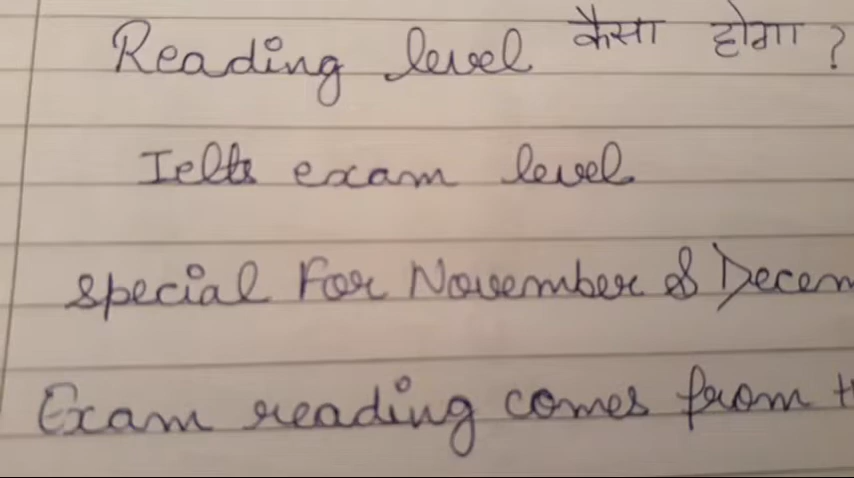 Reading level कैसा होगा ?
Ielts exam level
special For November & Decem
Exam reading comes from t